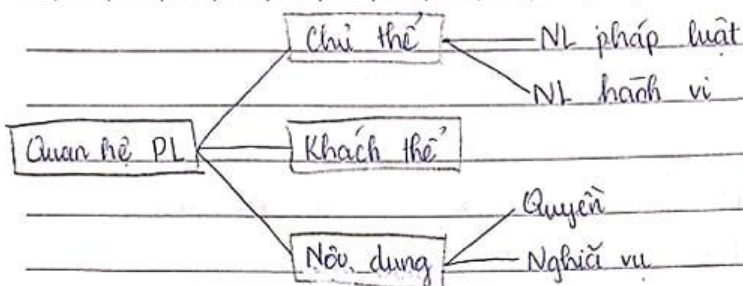 Chủ thể
NL pháp luật
NL hành vi
Quan hệ PL
Khách thể
Quyền
Nội dung
Nghĩa vụ